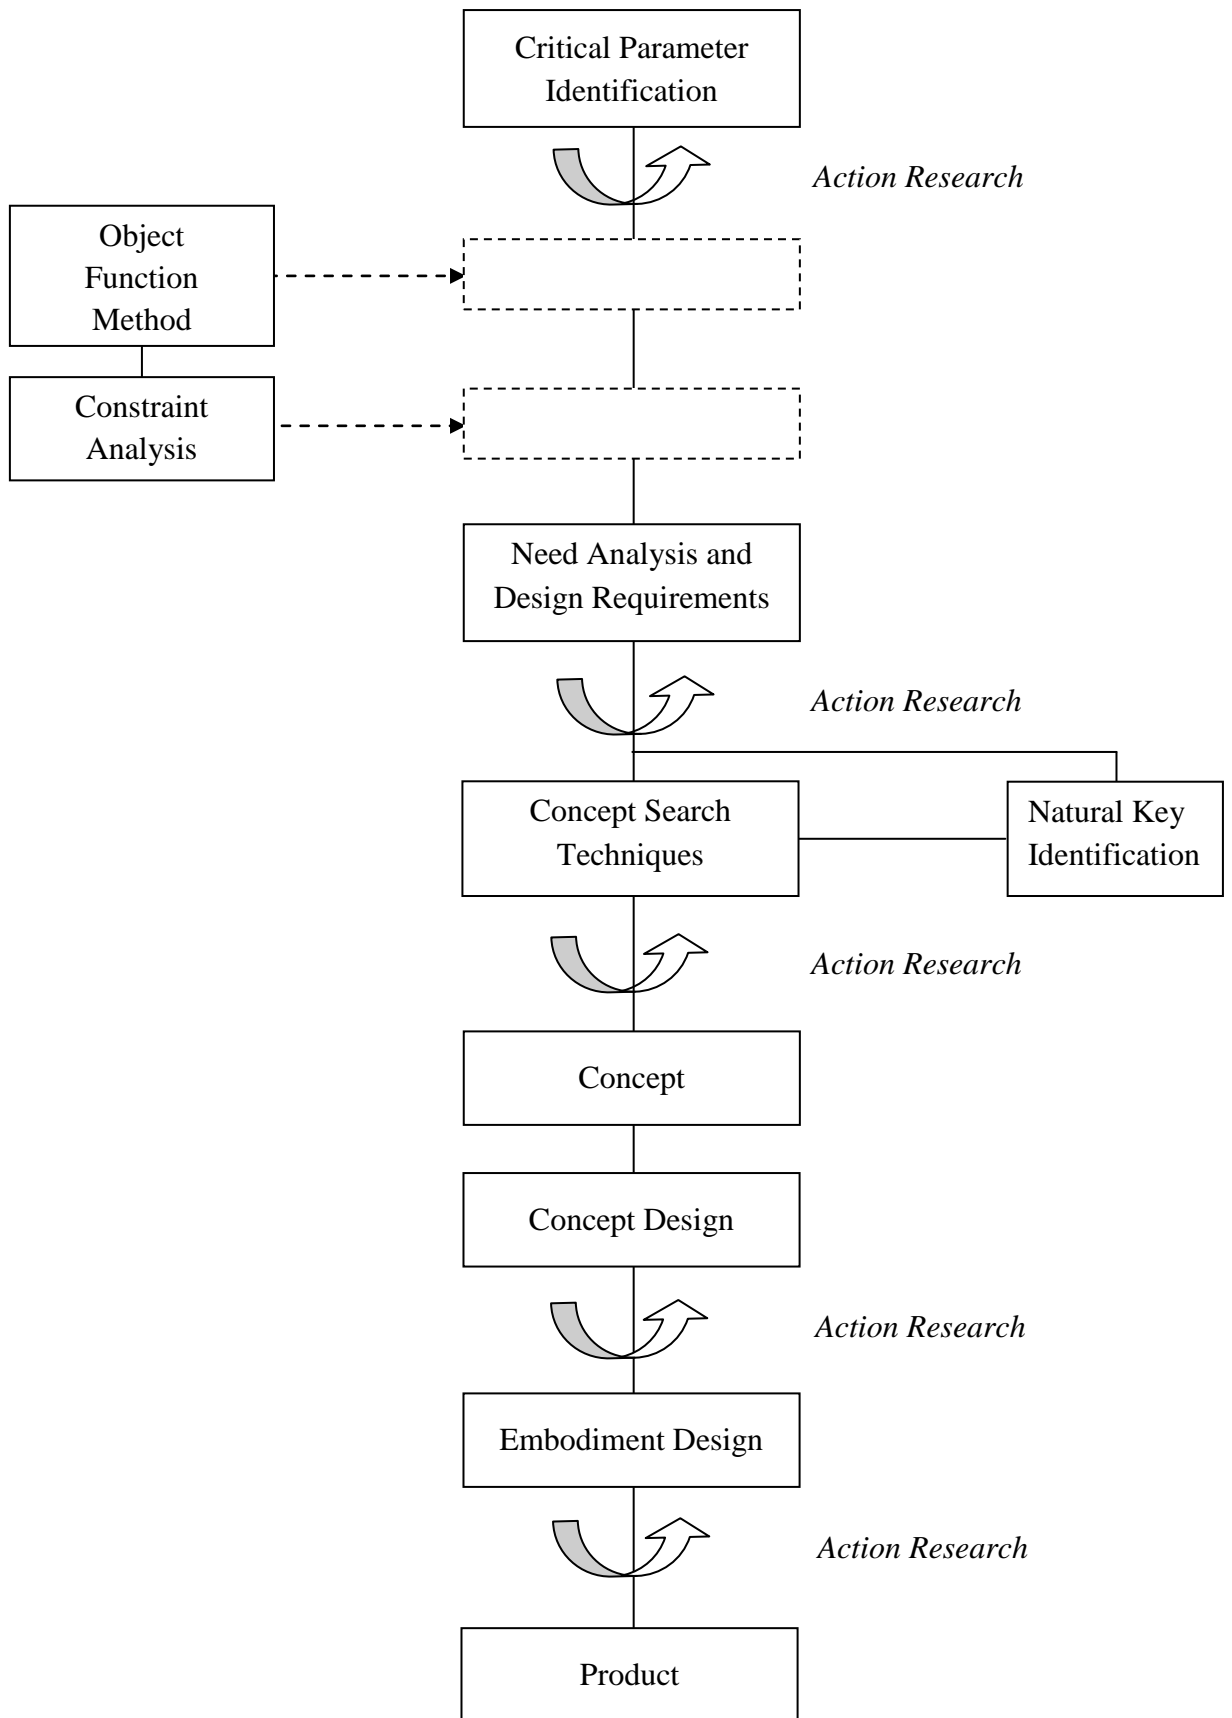 Critical Parameter
Identification
Action Research
Object
Function
Method
Constraint
Analysis
Need Analysis and
Design Requirements
Action Research
Concept Search
Techniques
Natural Key
Identification
Action Research
Concept
Concept Design
Action Research
Embodiment Design
Action Research
Product